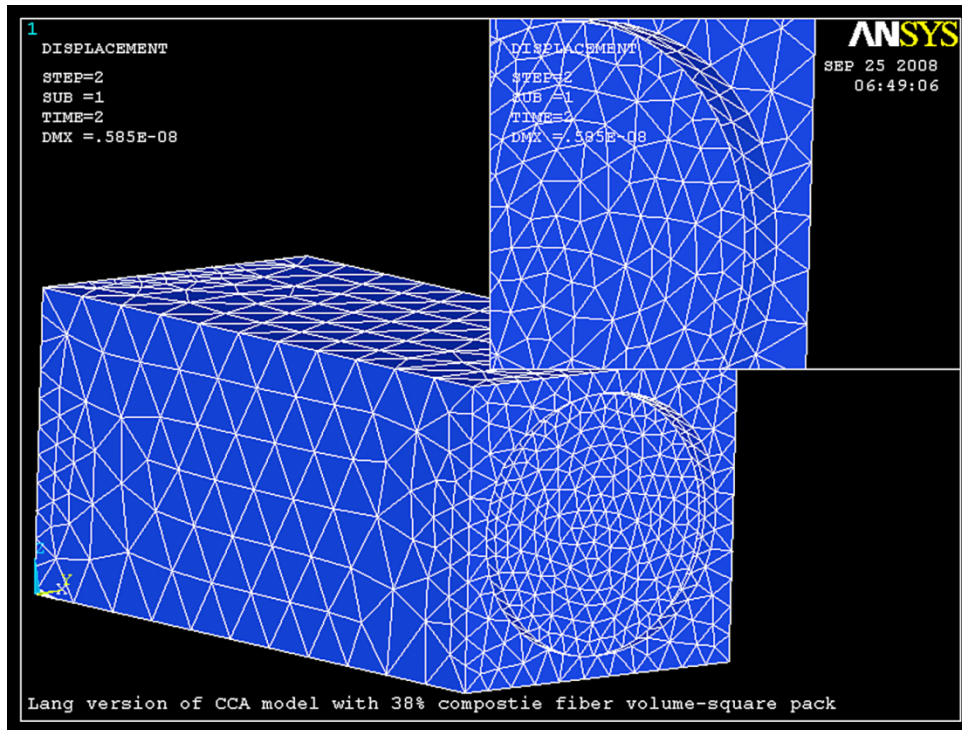 1
DISPLACEMENT
STEP=2
SUB =1
TIME=2
DMX =.585E-08
DISPLACEMENT
STEP=2
SUB =1
TIME=2
DMX =.585E-08
ANSYS
SEP 25 2008
06:49:06
Z
Y
X
Lang version of CCA model with 38% compostie fiber volume-square pack